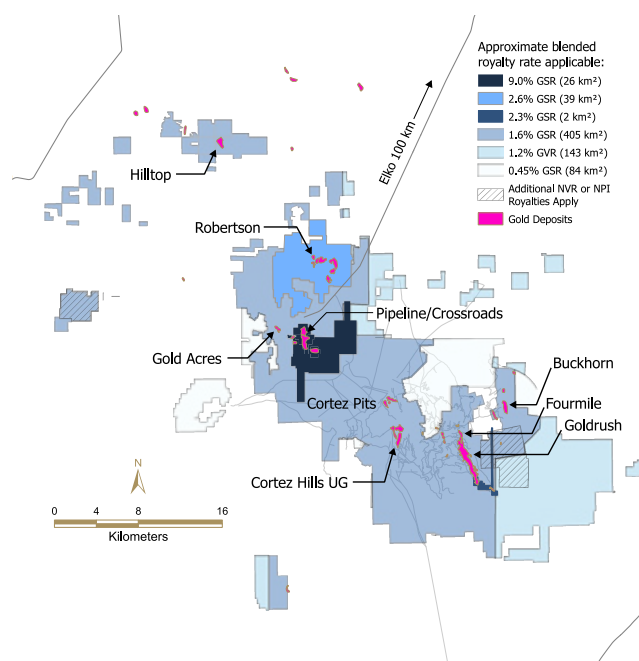 Approximate blended
royalty rate applicable:
9.0% GSR (26 km²)
2.6% GSR (39 km²)
2.3% GSR (2 km²)
1.6% GSR (405 km²)
1.2% GVR (143 km²)
0.45% GSR (84 km²)
Additional NVR or NPI
Royalties Apply
Gold Deposits
Elko 100 km
Hilltop
Robertson
Pipeline/Crossroads
Gold Acres
Buckhorn
Cortez Pits
Fourmile
Goldrush
Cortez Hills UG
N
0 4 8 16
Kilometers